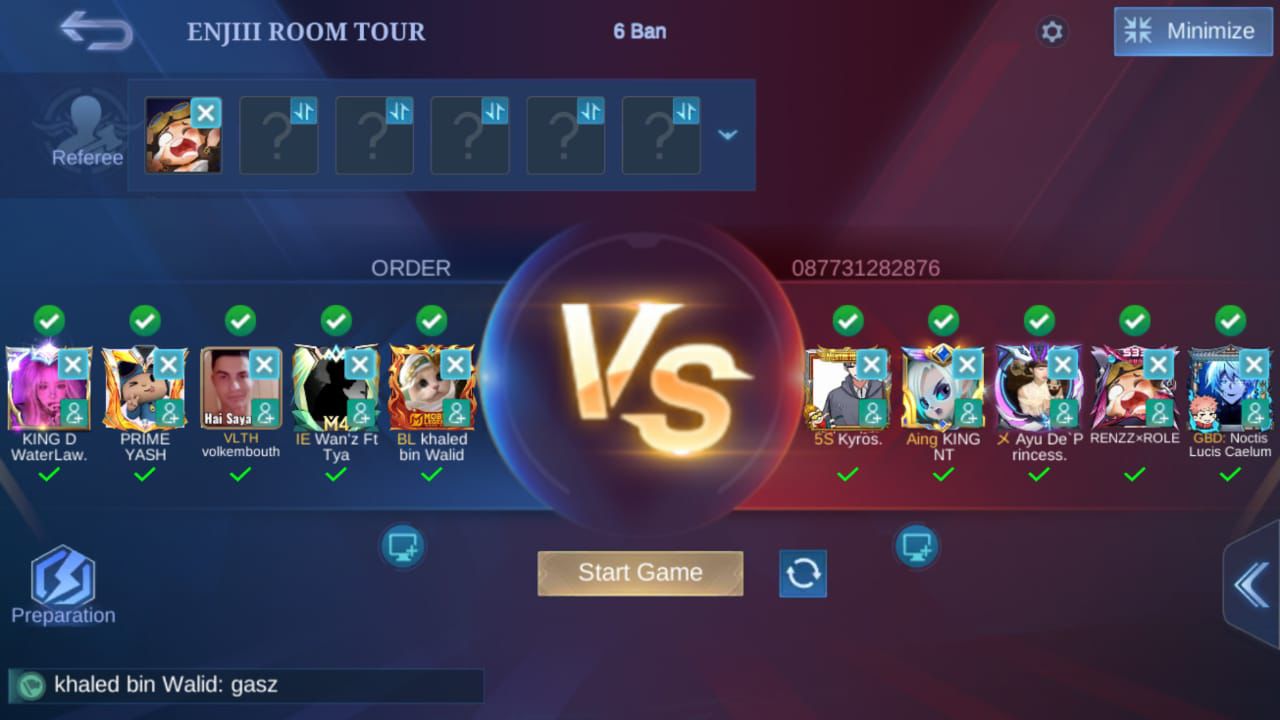 ENJIII ROOM TOUR
6 Ban
Minimize
Referee
ORDER
087731282876
Hai Saya
M4
KING D
WaterLaw.
PRIME
YASH
VLTH
volkembouth
IE Wan'z Ft
Tya
BL khaled
bin Walid
5S Kyros.
Aing KING
NT
メ Ayu De`P
rincess.
RENZZ×ROLE
GBD: Noctis
Lucis Caelum
Start Game
Preparation
khaled bin Walid: gasz